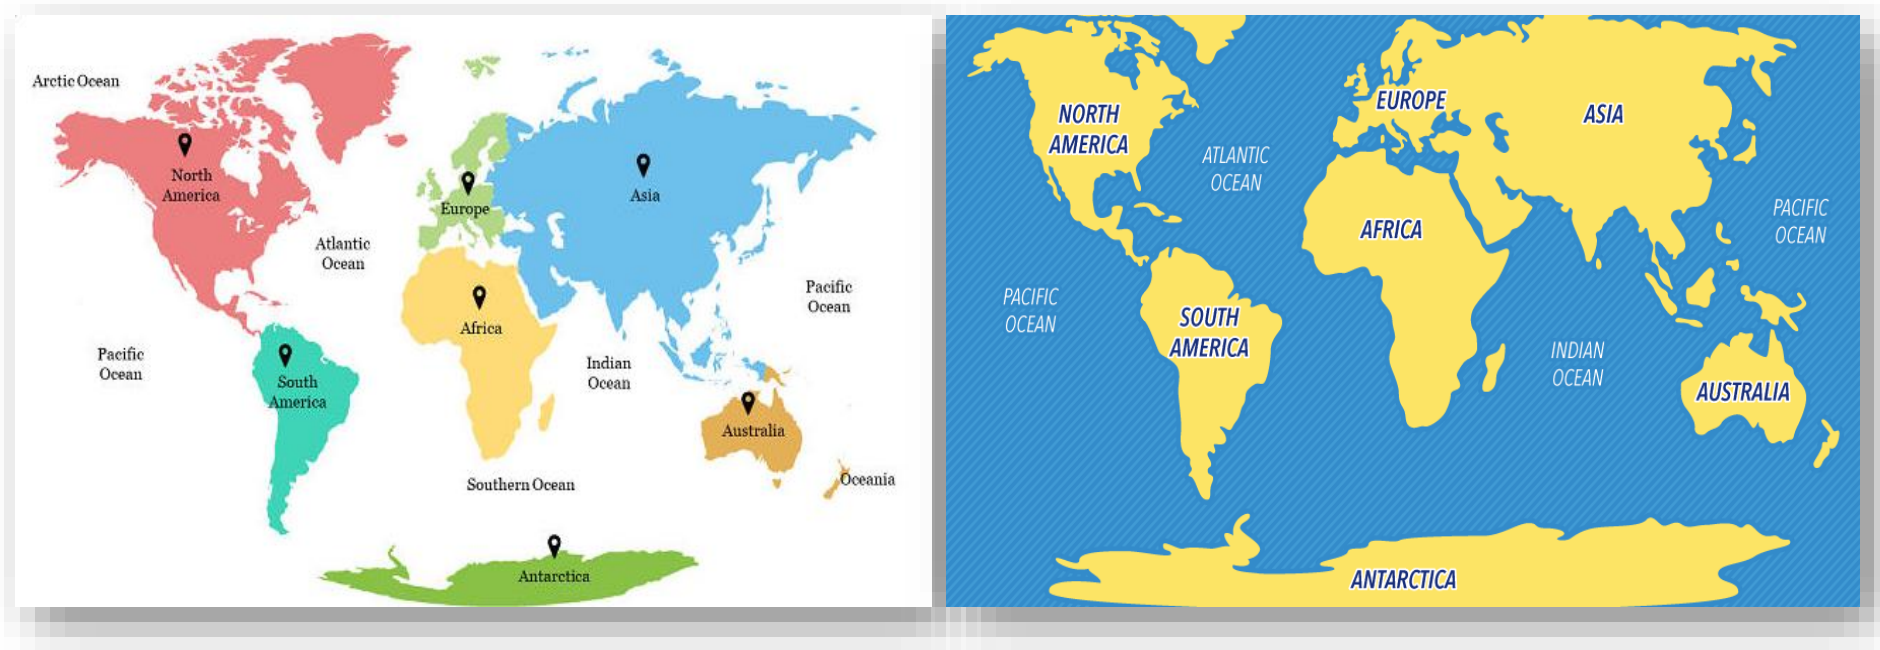 Arctic Ocean
North
America
Europe
Asia
Atlantic
Ocean
Pacific
Ocean
Africa
Pacific
Ocean
Indian
Ocean
South
America
Australia
Southern Ocean
Oceania
Antarctica
NORTH
AMERICA
EUROPE
ASIA
ATLANTIC
OCEAN
PACIFIC
OCEAN
AFRICA
PACIFIC
OCEAN
SOUTH
AMERICA
INDIAN
OCEAN
AUSTRALIA
ANTARCTICA